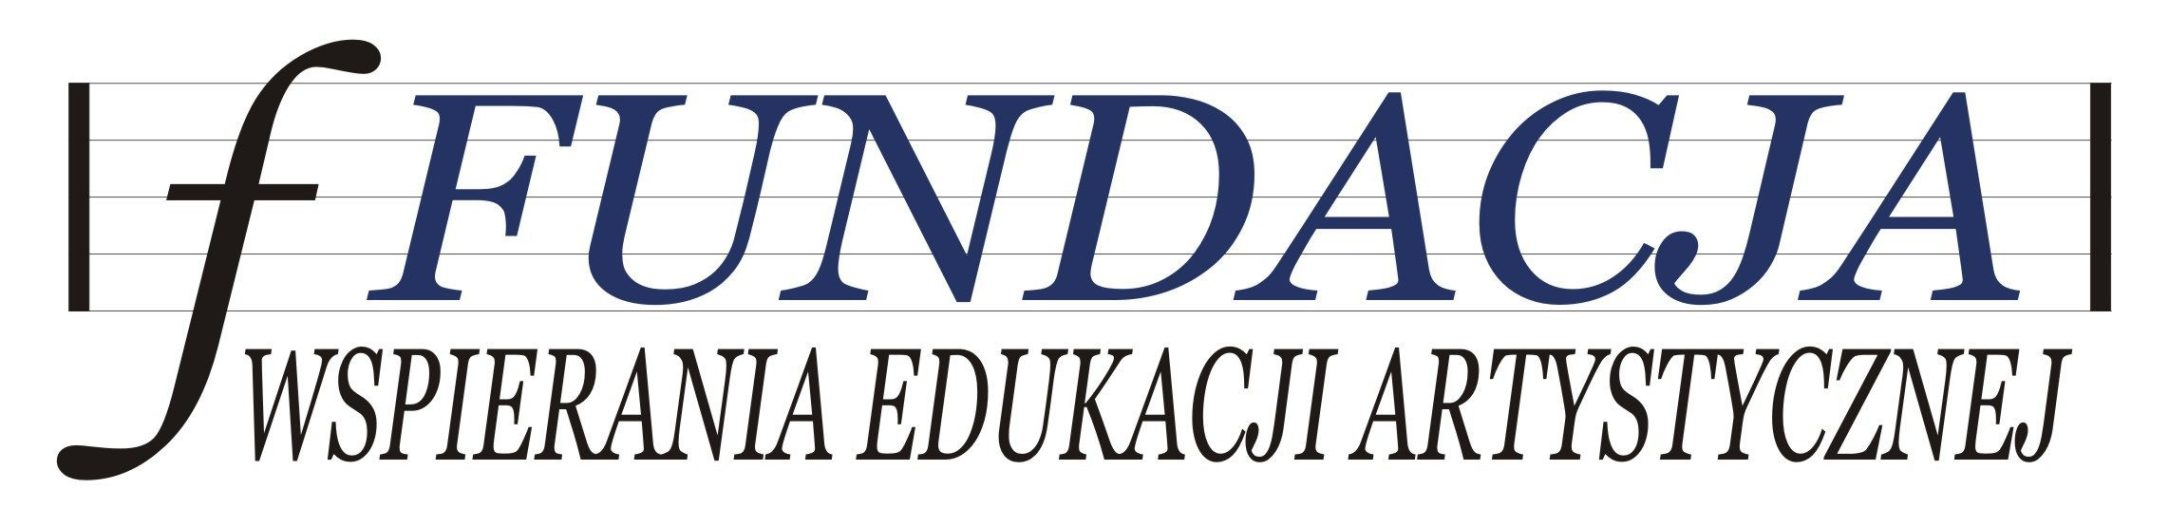 f FUNDACJA
WSPIERANIA EDUKACJI ARTYSTYCZNEJ